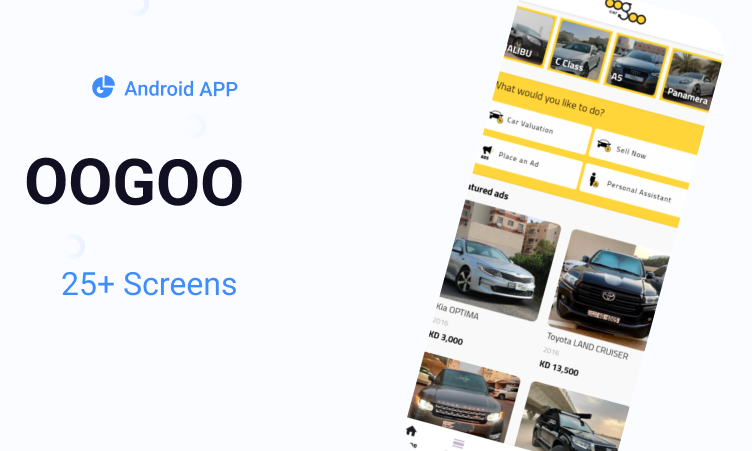 Android APP
OOGOO
25+ Screens
oogoo
car
ALIBU
C Class
A5
Panamera
What would you like to do?
Car Valuation
Sell Now
Place an Ad
ADS
Personal Assistant
atured ads
Kia OPTIMA
2016
KD 3,000
Toyota LAND CRUISER
2016
KD 13,500